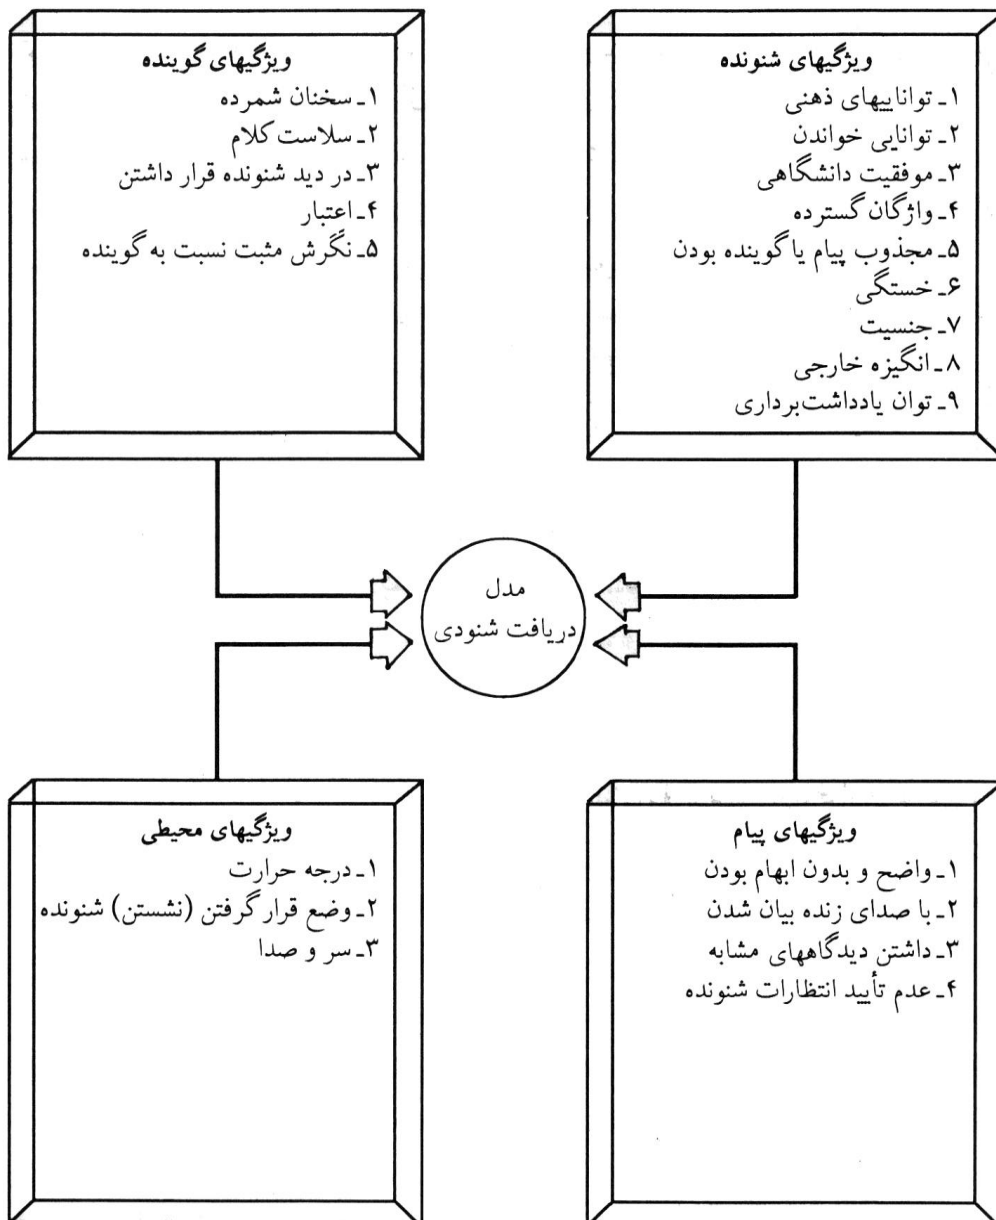 ویژگیهای شنونده
۱ـ تواناییهای ذهنی
۲ـ توانایی خواندن
۳ـ موفقیت دانشگاهی
۴ـ واژگان گسترده
۵ـ مجذوب پیام یا گوینده بودن
۶ـ خستگی
۷ـ جنسیت
۸ـ انگیزه خارجی
۹ـ توان یادداشت‌برداری
ویژگیهای گوینده
۱ـ سخنان شمرده
۲ـ سلاست کلام
۳ـ در دید شنونده قرار داشتن
۴ـ اعتبار
۵ـ نگرش مثبت نسبت به گوینده
مدل
دریافت شنودی
ویژگیهای پیام
۱ـ واضح و بدون ابهام بودن
۲ـ با صدای زنده بیان شدن
۳ـ داشتن دیدگاههای مشابه
۴ـ عدم تأیید انتظارات شنونده
ویژگیهای محیطی
۱ـ درجه حرارت
۲ـ وضع قرار گرفتن (نشستن) شنونده
۳ـ سر و صدا